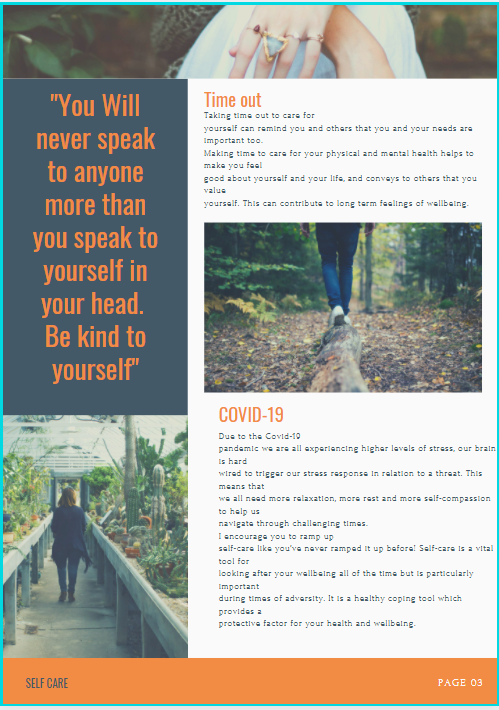 "You Will
never speak
to anyone
more than
you speak to
yourself in
your head.
Be kind to
yourself"
Time out
Taking time out to care for
yourself can remind you and others that you and your needs are
important too.
Making time to care for your physical and mental health helps to
make you feel
good about yourself and your life, and conveys to others that you
value
yourself. This can contribute to long term feelings of wellbeing.
COVID-19
Due to the Covid-19
pandemic we are all experiencing higher levels of stress, our brain
is hard
wired to trigger our stress response in relation to a threat. This
means that
we all need more relaxation, more rest and more self-compassion
to help us
navigate through challenging times.
I encourage you to ramp up
self-care like you've never ramped it up before! Self-care is a vital
tool for
looking after your wellbeing all of the time but is particularly
important
during times of adversity. It is a healthy coping tool which
provides a
protective factor for your health and wellbeing.
SELF CARE
PAGE 03